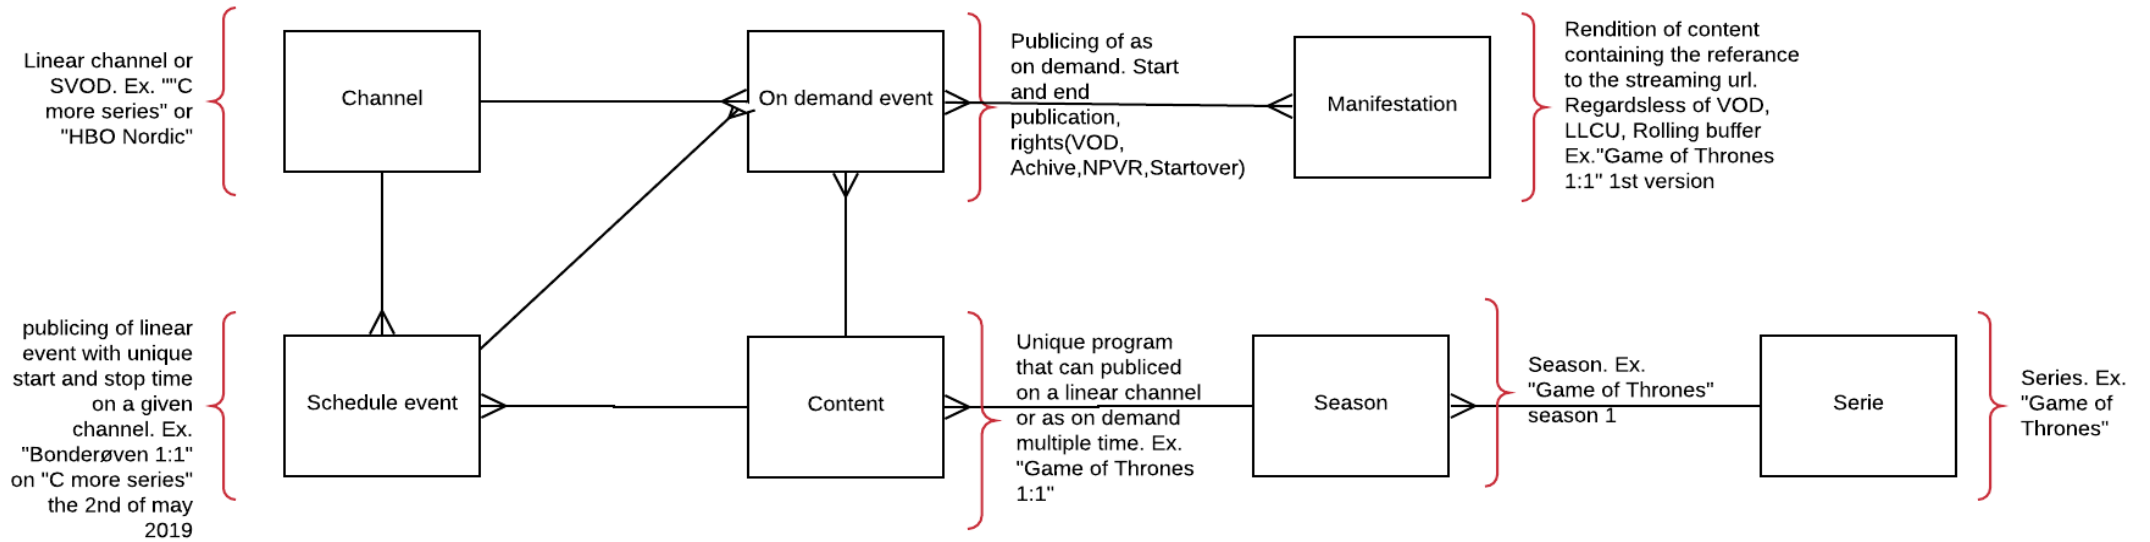 Linear channel or
SVOD. Ex. ""C
more series" or
"HBO Nordic"
Channel
On demand event
Publicing of as
on demand. Start
and end
publication,
rights(VOD,
Achive,NPVR,Startover)
Manifestation
Rendition of content
containing the referance
to the streaming url.
Regardsless of VOD,
LLCU, Rolling buffer
Ex."Game of Thrones
1:1" 1st version
publicing of linear
event with unique
start and stop time
on a given
channel. Ex.
"Bonderøven 1:1"
on "C more series"
the 2nd of may
2019
Schedule event
Content
Unique program
that can publiced
on a linear channel
or as on demand
multiple time. Ex.
"Game of Thrones
1:1"
Season
Season. Ex.
"Game of Thrones"
season 1
Serie
Series. Ex.
"Game of
Thrones"